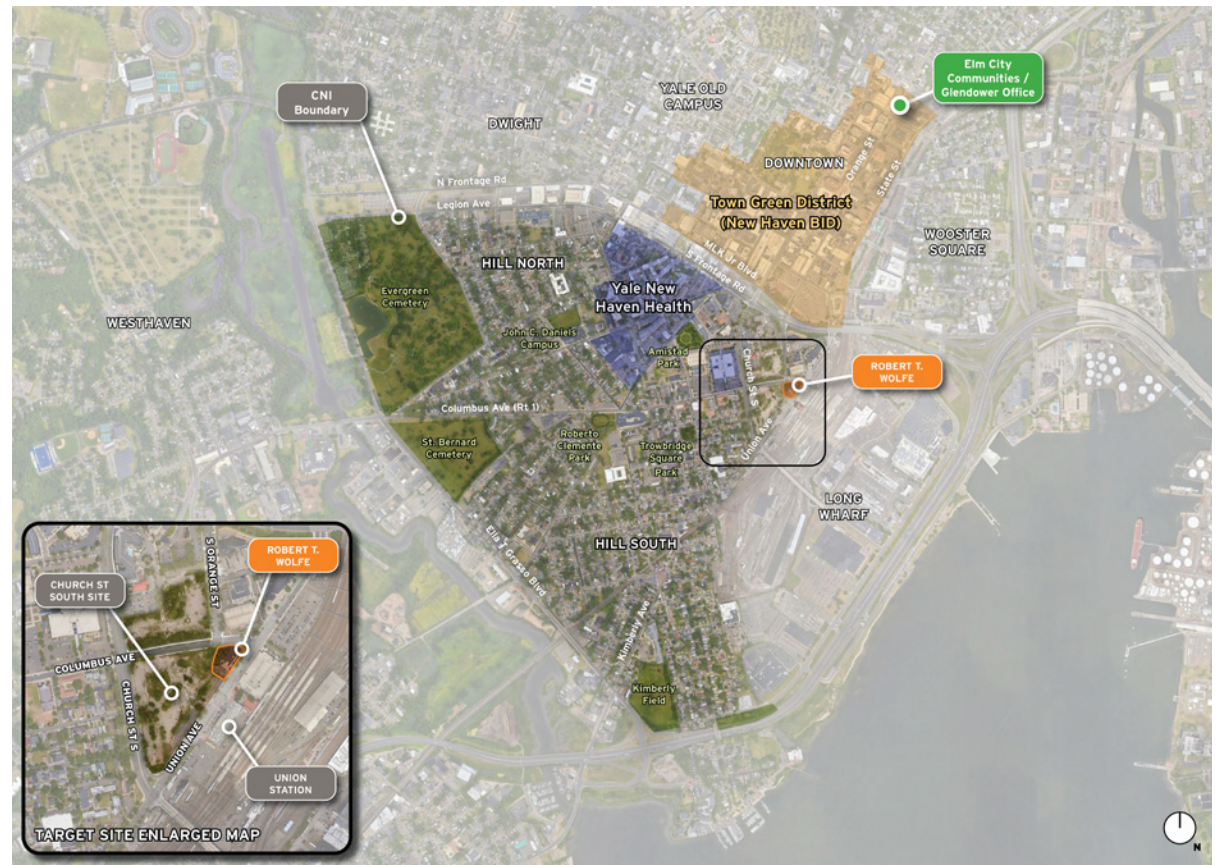 Elm City
Communities /
Glendower Office
CNI
Boundary
YALE OLD
CAMPUS
DWIGHT
DOWNTOWN
Orange St
State St
N Frontage Rd
Legion Ave
Town Green District
(New Haven BID)
WOOSTER
SQUARE
MLK Jr Blvd
S Frontage Rd
HILL NORTH
Yale New
Haven Health
Evergreen
Cemetery
WESTHAVEN
John C. Daniels
Campus
Amistad
Park
Church St S
ROBERT T.
WOLFE
Columbus Ave (Rt 1)
St. Bernard
Cemetery
Roberto
Clemente
Park
Trowbridge
Square
Park
Union Ave
LONG
WHARF
Ella T Grasso Blvd
HILL SOUTH
Kimberly Ave
Kimberly
Field
S ORANGE ST
ROBERT T.
WOLFE
CHURCH ST
SOUTH SITE
COLUMBUS AVE
CHURCH ST S
UNION AVE
UNION
STATION
TARGET SITE ENLARGED MAP
N